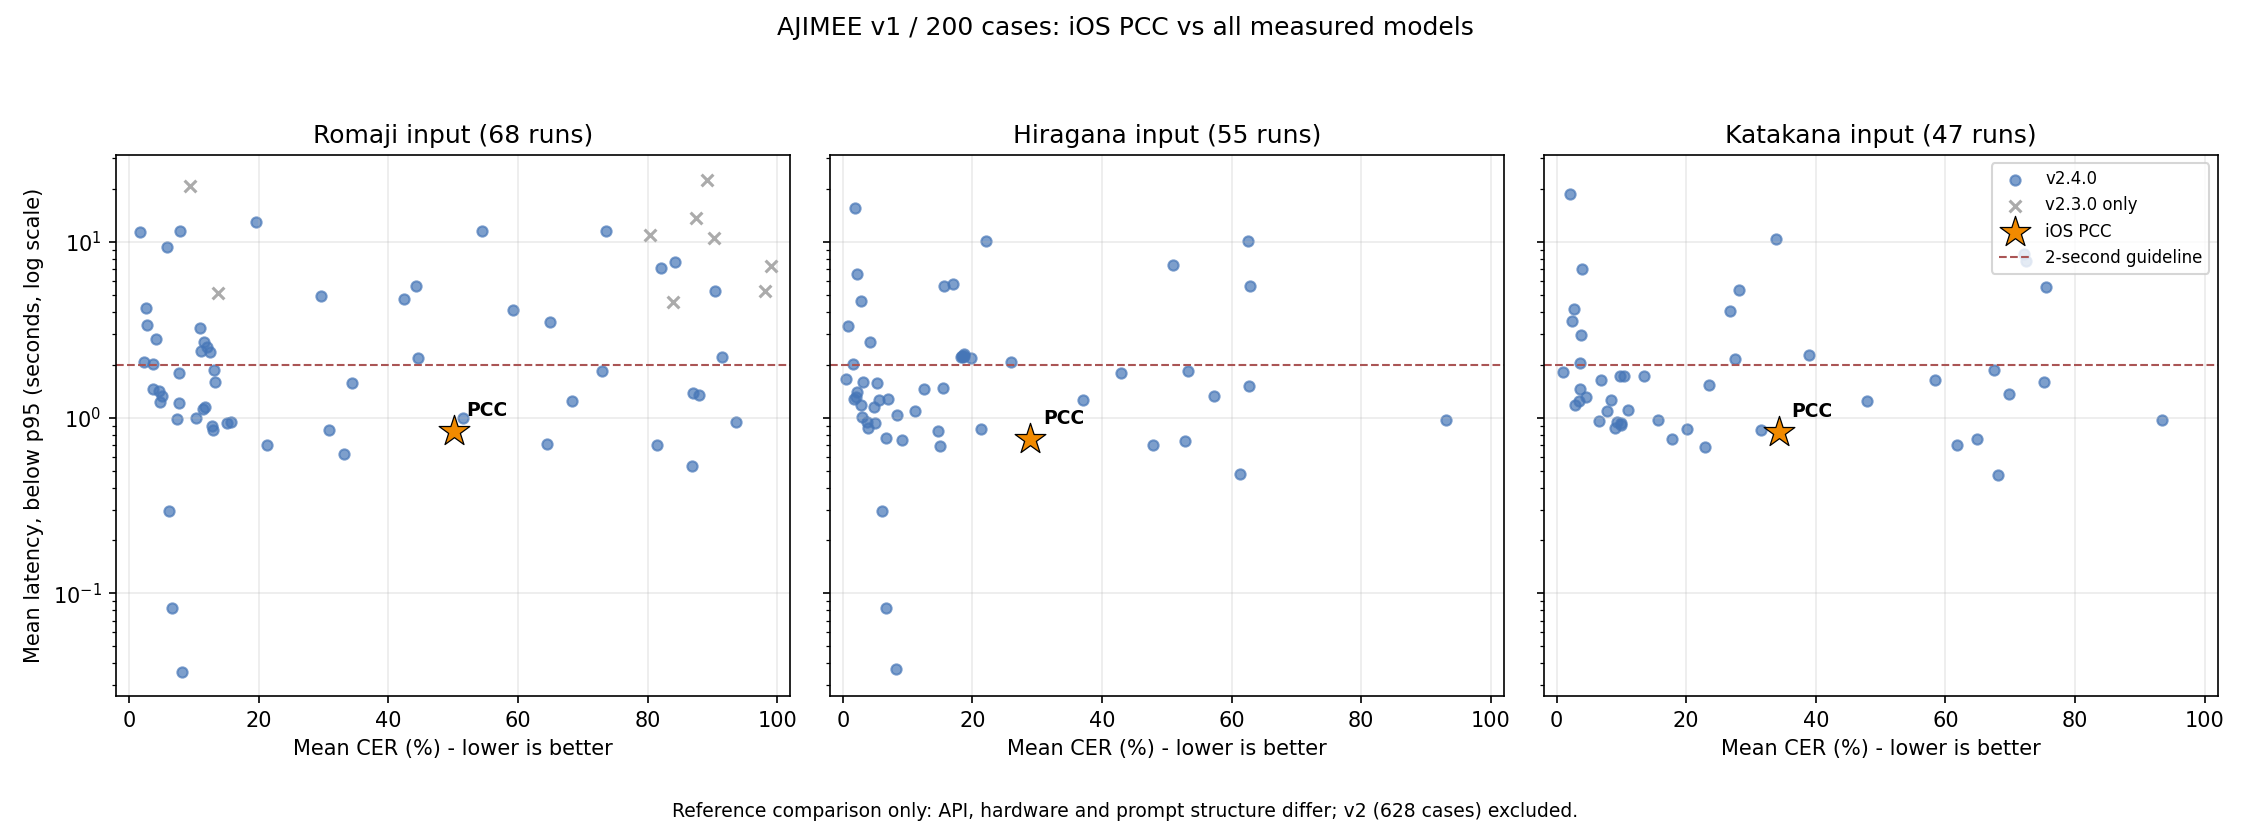 AJIMEE v1 / 200 cases: iOS PCC vs all measured models
Romaji input (68 runs)
Hiragana input (55 runs)
Katakana input (47 runs)
Mean latency, below p95 (seconds, log scale)
10¹
10⁰
10⁻¹
PCC
PCC
PCC
v2.4.0
v2.3.0 only
iOS PCC
2-second guideline
0 20 40 60 80 100
0 20 40 60 80 100
0 20 40 60 80 100
Mean CER (%) - lower is better
Mean CER (%) - lower is better
Mean CER (%) - lower is better
Reference comparison only: API, hardware and prompt structure differ; v2 (628 cases) excluded.